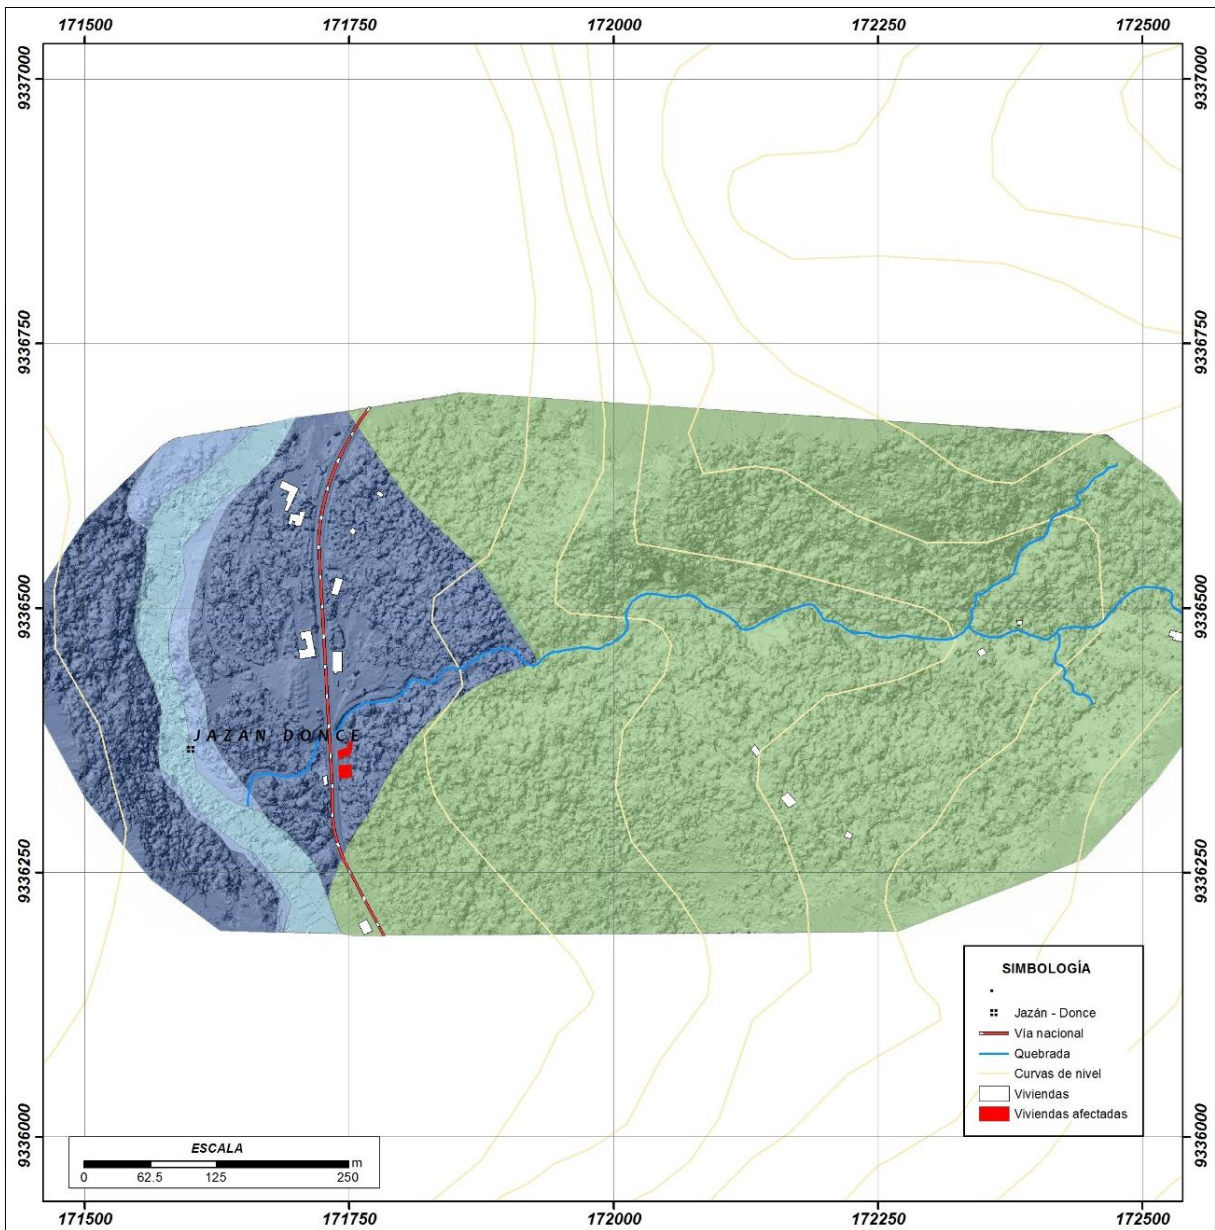 171500 171750 172000 172250 172500
9337000 9337000
9336750 9336750
9336500 9336500
JAZÁN DONCE
9336250 9336250
SIMBOLOGÍA
Jazán - Donce
Vía nacional
Quebrada
Curvas de nivel
Viviendas
Viviendas afectadas
9336000 9336000
ESCALA
m
0 62.5 125 250
171500 171750 172000 172250 172500